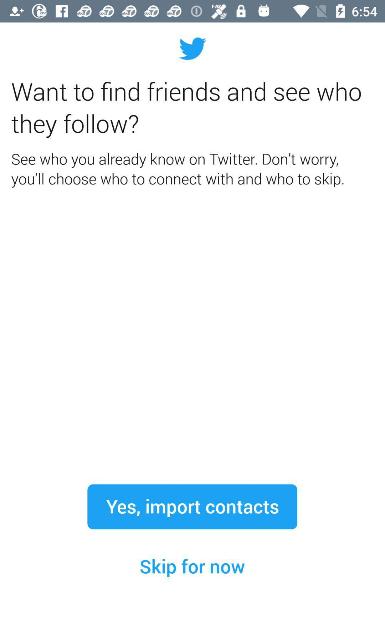 6:54
Want to find friends and see who
they follow?
See who you already know on Twitter. Don't worry,
you'll choose who to connect with and who to skip.
Yes, import contacts
Skip for now